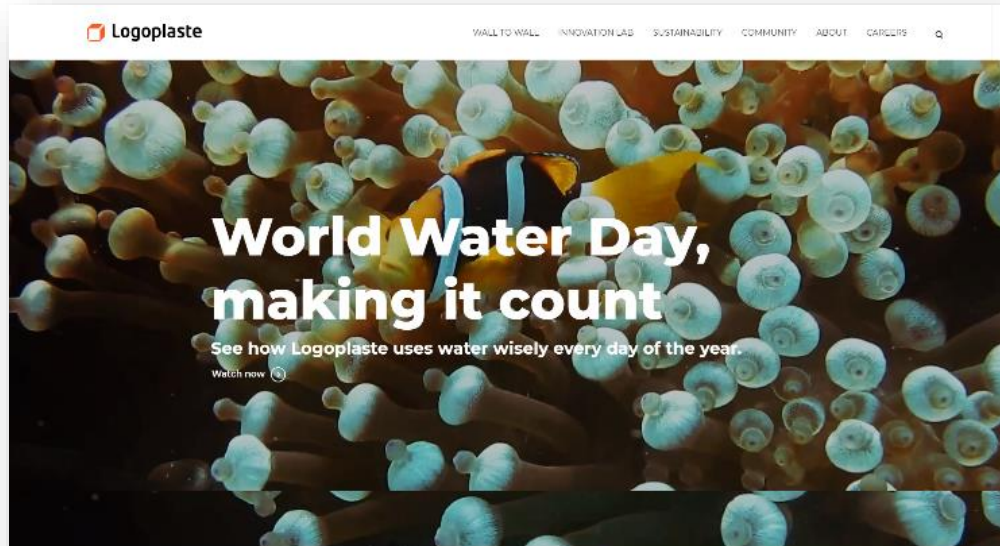 Logoplaste
WALL TO WALL INNOVATION LAB SUSTAINABILITY COMMUNITY ABOUT CAREERS
World Water Day,
making it count
See how Logoplaste uses water wisely every day of the year.
Watch now